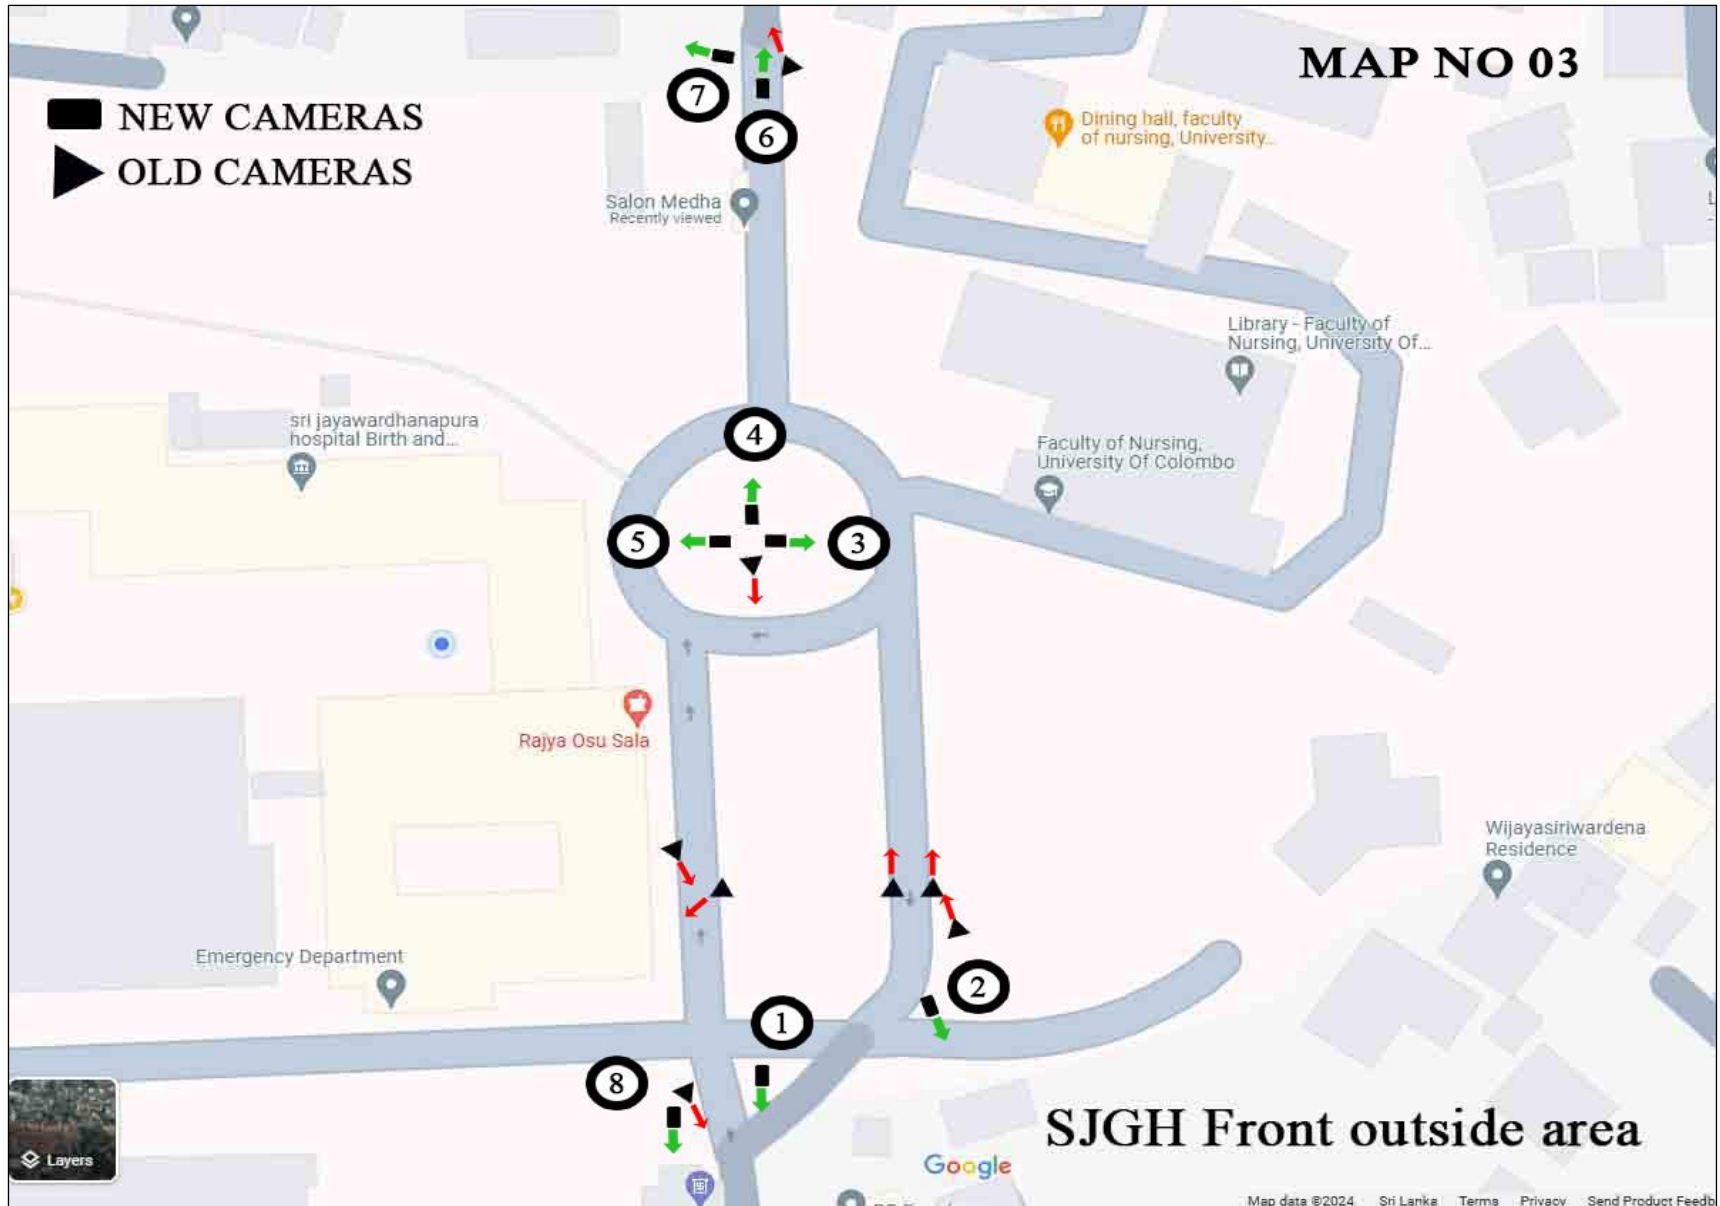 MAP NO 03
NEW CAMERAS
OLD CAMERAS
7
6
Dining hall, faculty
of nursing, University...
Salon Medha
Recently viewed
Library - Faculty of
Nursing, University Of...
sri jayawardhanapura
hospital Birth and...
4
Faculty of Nursing,
University Of Colombo
5
3
Rajya Osu Sala
Wijayasiriwardena
Residence
Emergency Department
2
1
8
SJGH Front outside area
Layers
Google
Map data ©2024 Sri Lanka Terms Privacy
Send Product